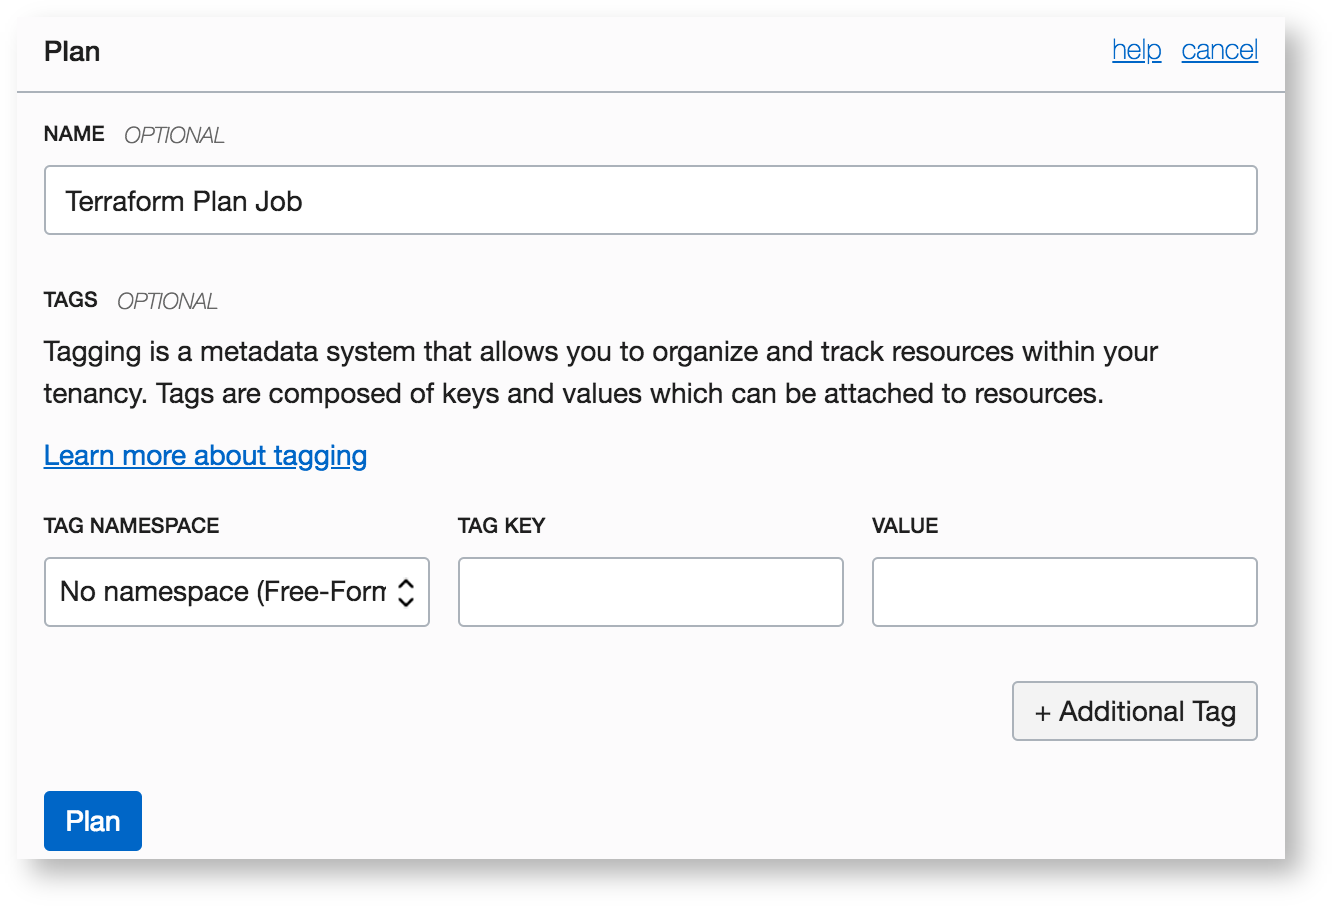 Plan help cancel
NAME OPTIONAL
Terraform Plan Job
TAGS OPTIONAL
Tagging is a metadata system that allows you to organize and track resources within your
tenancy. Tags are composed of keys and values which can be attached to resources.
Learn more about tagging
TAG NAMESPACE TAG KEY VALUE
No namespace (Free-Form
+ Additional Tag
Plan